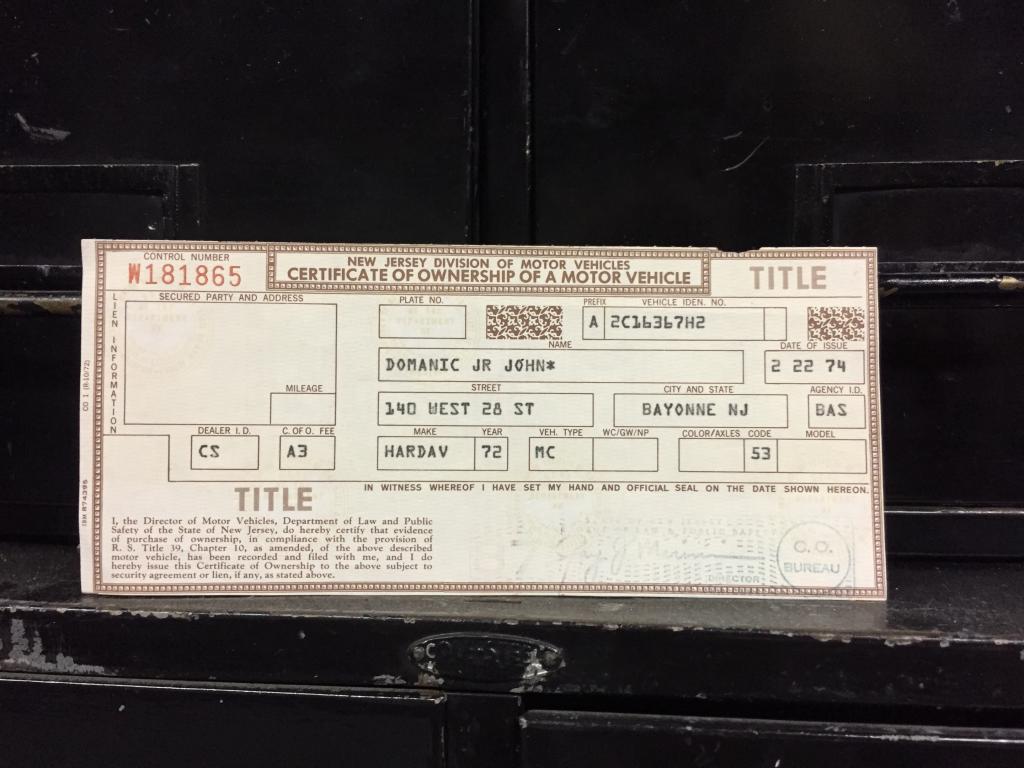 CONTROL NUMBER
W181865
NEW JERSEY DIVISION OF MOTOR VEHICLES
CERTIFICATE OF OWNERSHIP OF A MOTOR VEHICLE
TITLE
LIEN INFORMATION
SECURED PARTY AND ADDRESS
PLATE NO.
PREFIX VEHICLE IDEN. NO.
A 2C16367H2
NAME
DATE OF ISSUE
DOMANIC JR JOHN*
2 22 74
MILEAGE
STREET
CITY AND STATE
AGENCY I.D.
140 WEST 28 ST
BAYONNE NJ
BAS
DEALER I.D.
C. OF O. FEE
MAKE
YEAR
VEH. TYPE
WC/GW/NP
COLOR/AXLES
CODE
MODEL
CS
A3
HARDAV
72
MC
53
IN WITNESS WHEREOF I HAVE SET MY HAND AND OFFICIAL SEAL ON THE DATE SHOWN HEREON.
TITLE
I, the Director of Motor Vehicles, Department of Law and Public
Safety of the State of New Jersey, do hereby certify that evidence
of purchase of ownership, in compliance with the provision of
R. S. Title 39, Chapter 10, as amended, of the above described
motor vehicle, has been recorded and filed with me, and I do
hereby issue this Certificate of Ownership to the above subject to
security agreement or lien, if any, as stated above.
DIRECTOR
C.O.
BUREAU
CO 1 (R-10/72)
IBM R74395